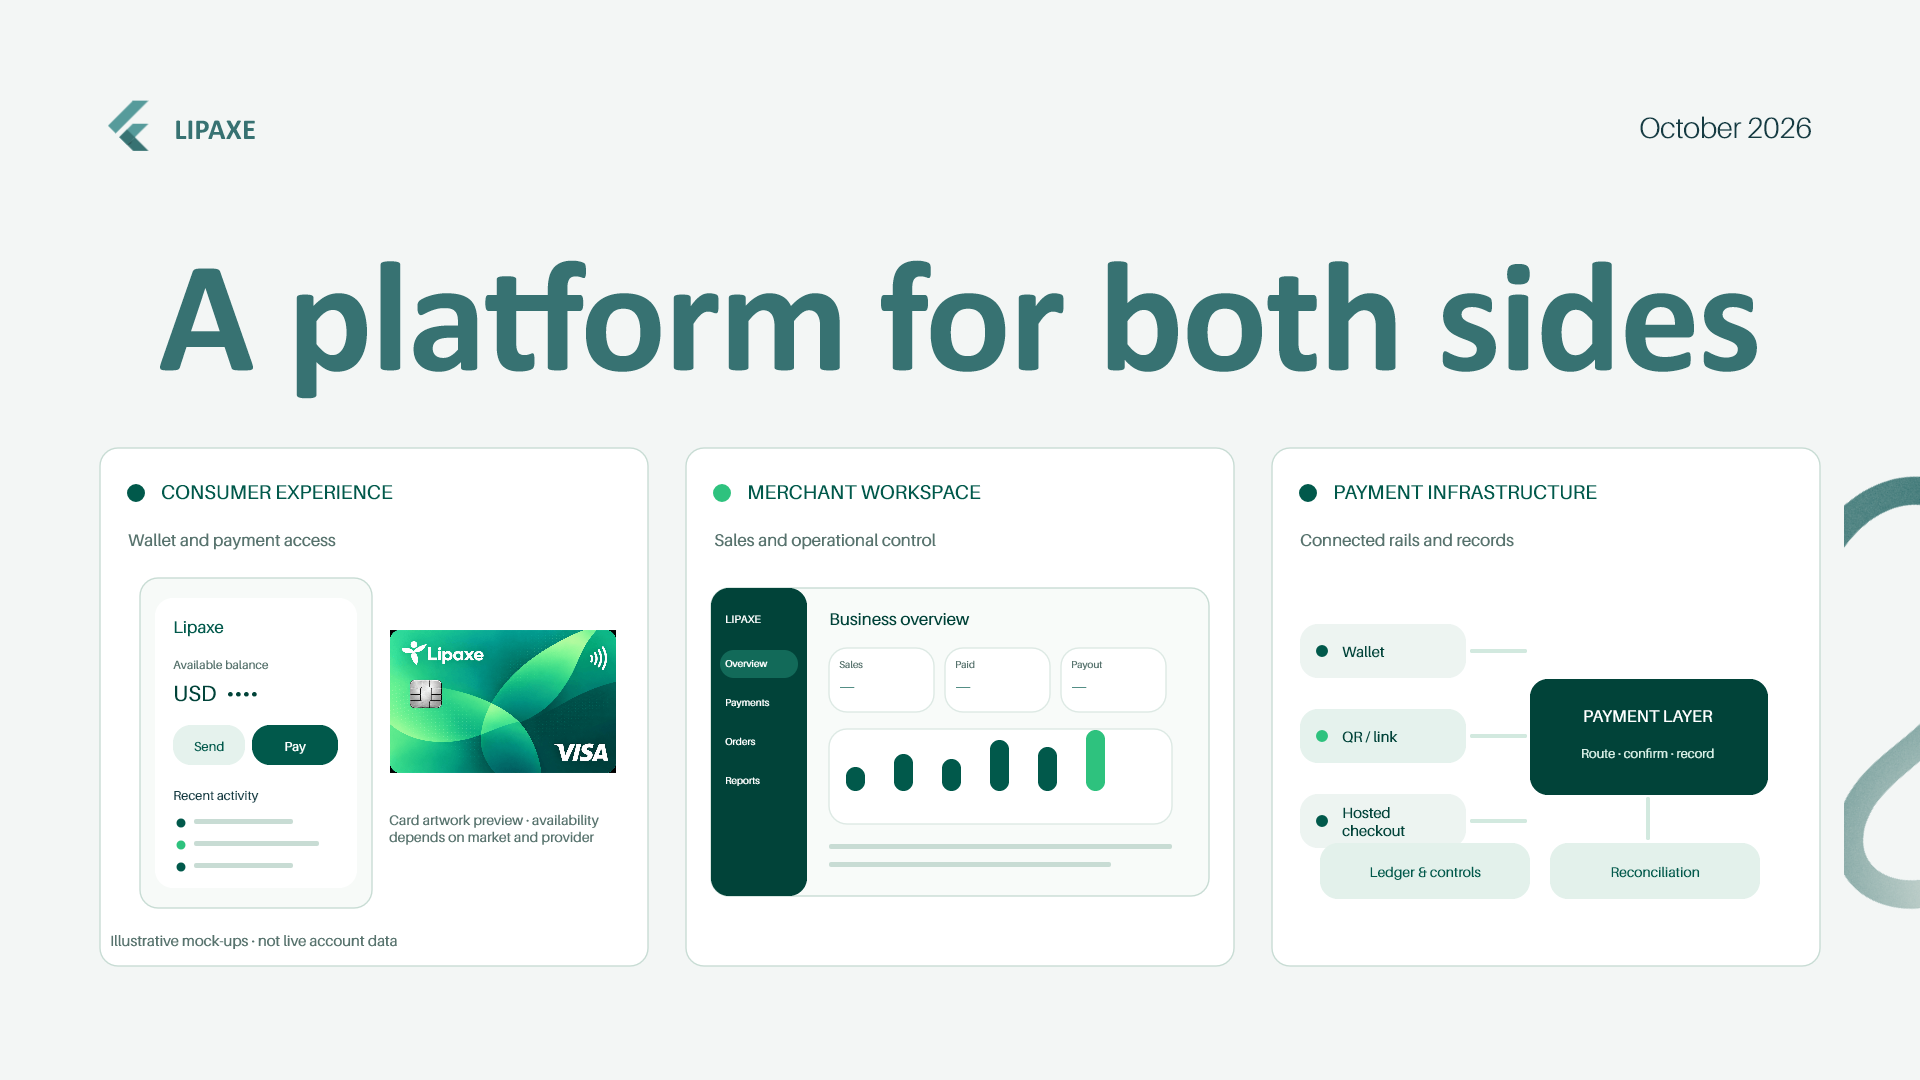 LIPAXE
October 2026
A platform for both sides
CONSUMER EXPERIENCE
Wallet and payment access
Lipaxe
Available balance
USD ••••
Send
Pay
Recent activity
Lipaxe
VISA
Card artwork preview · availability
depends on market and provider
Illustrative mock-ups · not live account data
MERCHANT WORKSPACE
Sales and operational control
LIPAXE
Overview
Payments
Orders
Reports
Business overview
Sales
—
Paid
—
Payout
—
PAYMENT INFRASTRUCTURE
Connected rails and records
Wallet
QR / link
Hosted
checkout
PAYMENT LAYER
Route · confirm · record
Ledger & controls
Reconciliation